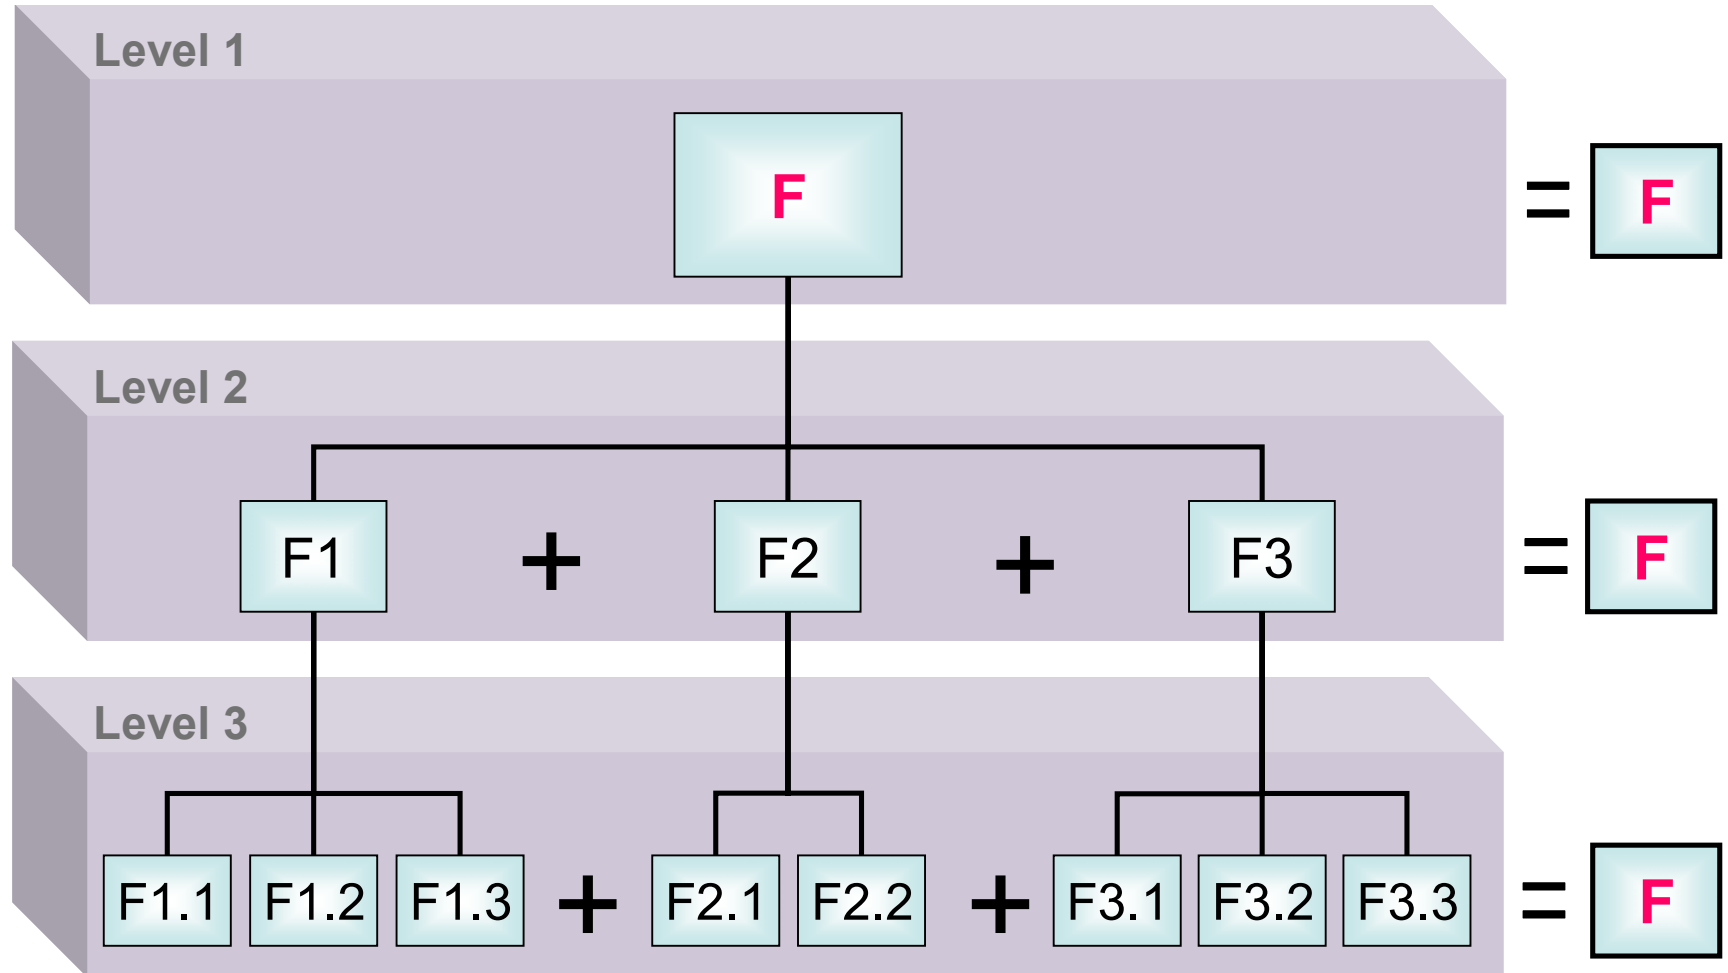 Level 1
F
= F
Level 2
F1 + F2 + F3 = F
Level 3
F1.1 F1.2 F1.3 + F2.1 F2.2 + F3.1 F3.2 F3.3 = F